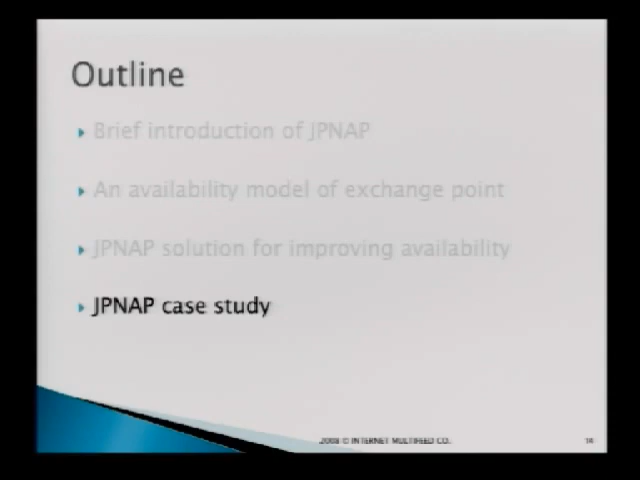 Outline
Brief introduction of JPNAP
An availability model of exchange point
JPNAP solution for improving availability
JPNAP case study
2008 © INTERNET MULTIFEED CO.
14